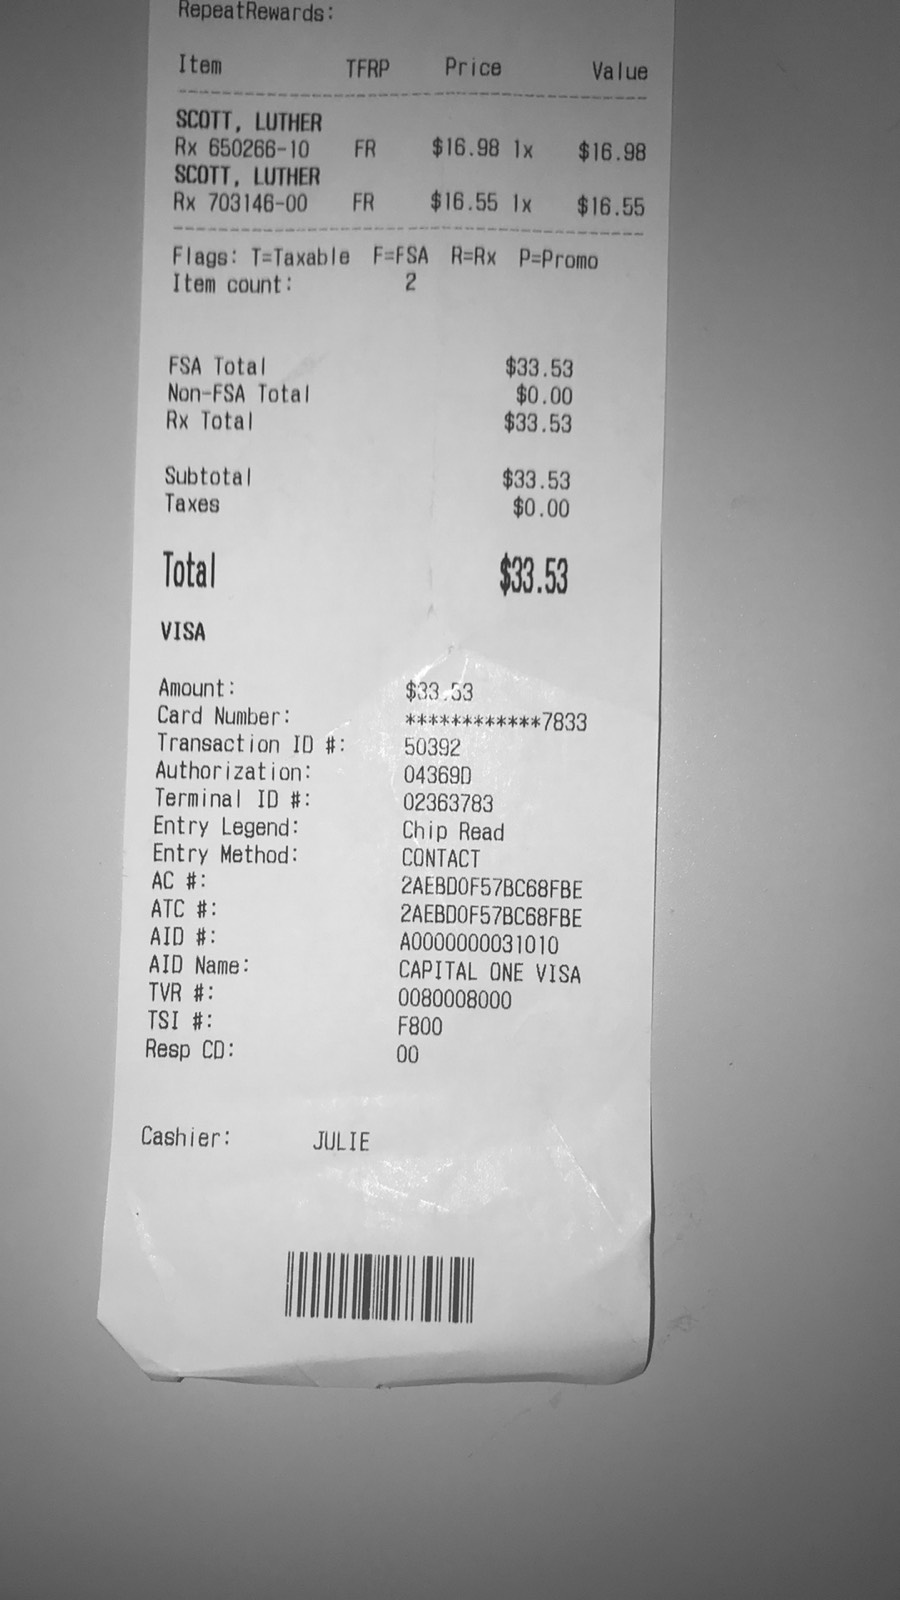 RepeatRewards:
Item TFRP Price Value
SCOTT, LUTHER
Rx 650266-10 FR $16.98 1x $16.98
SCOTT, LUTHER
Rx 703146-00 FR $16.55 1x $16.55
Flags: T=Taxable F=FSA R=Rx P=Promo
Item count: 2
FSA Total $33.53
Non-FSA Total $0.00
Rx Total $33.53
Subtotal $33.53
Taxes $0.00
Total $33.53
VISA
Amount: $33.53
Card Number: ************7833
Transaction ID #: 50392
Authorization: 04369D
Terminal ID #: 02363783
Entry Legend: Chip Read
Entry Method: CONTACT
AC #: 2AEBD0F57BC68FBE
ATC #: 2AEBD0F57BC68FBE
AID #: A0000000031010
AID Name: CAPITAL ONE VISA
TVR #: 0080008000
TSI #: F800
Resp CD: 00
Cashier: JULIE